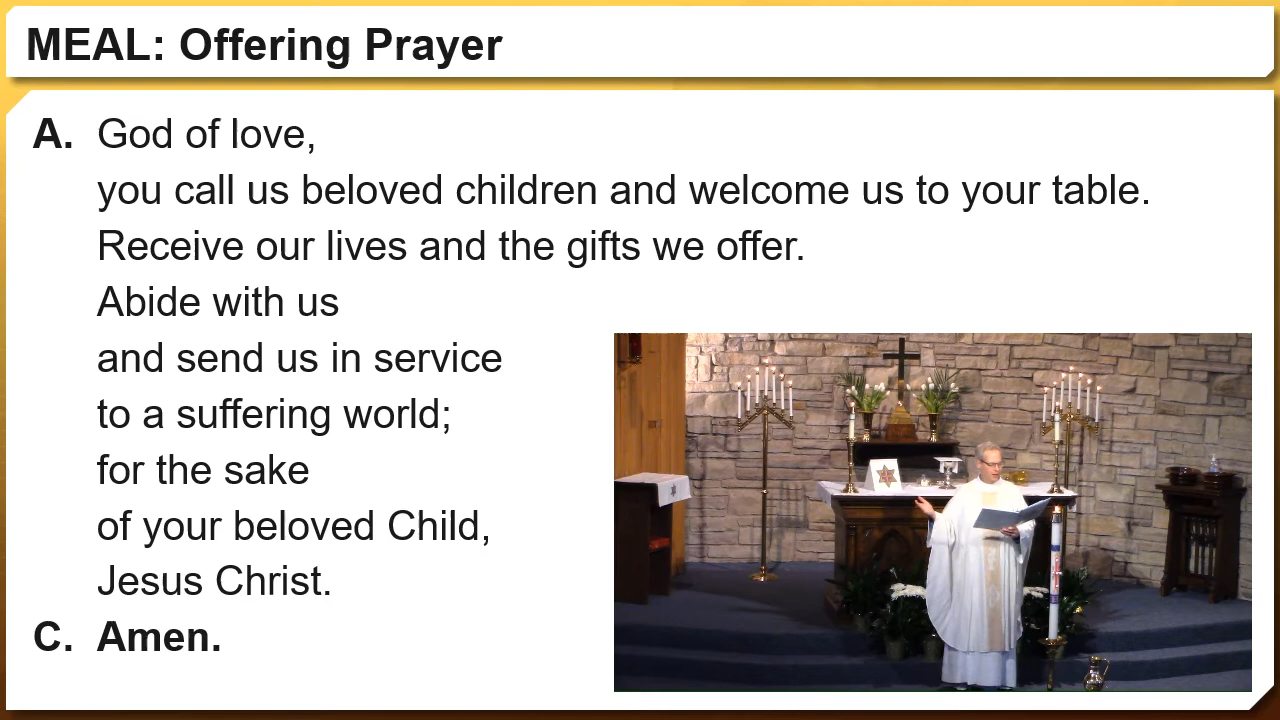 MEAL: Offering Prayer
A. God of love,
you call us beloved children and welcome us to your table.
Receive our lives and the gifts we offer.
Abide with us
and send us in service
to a suffering world;
for the sake
of your beloved Child,
Jesus Christ.
C. Amen.